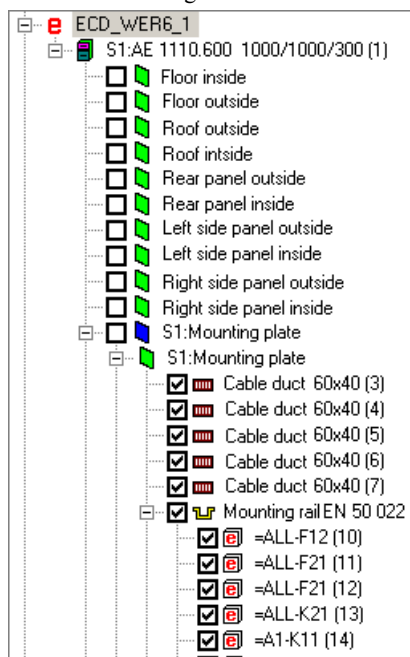 ECD_WER6_1
S1:AE 1110.600 1000/1000/300 (1)
Floor inside
Floor outside
Roof outside
Roof intside
Rear panel outside
Rear panel inside
Left side panel outside
Left side panel inside
Right side panel outside
Right side panel inside
S1:Mounting plate
S1:Mounting plate
Cable duct 60x40 (3)
Cable duct 60x40 (4)
Cable duct 60x40 (5)
Cable duct 60x40 (6)
Cable duct 60x40 (7)
Mounting rail EN 50 022
=ALL-F12 (10)
=ALL-F21 (11)
=ALL-F21 (12)
=ALL-K21 (13)
=A1-K11 (14)